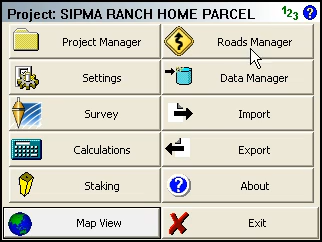 Project: SIPMA RANCH HOME PARCEL 123 ?
Project Manager Roads Manager
Settings Data Manager
Survey Import
Calculations Export
Staking ? About
Map View Exit